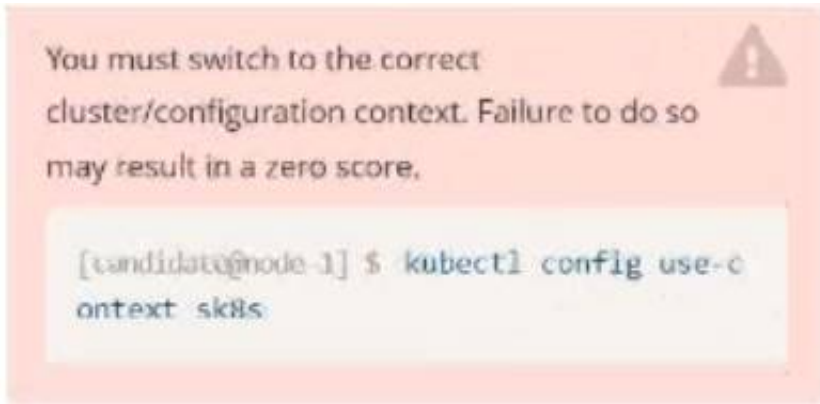 You must switch to the correct
cluster/configuration context. Failure to do so
may result in a zero score.
[candidate@node-1] $ kubectl config use-c
ontext sk8s